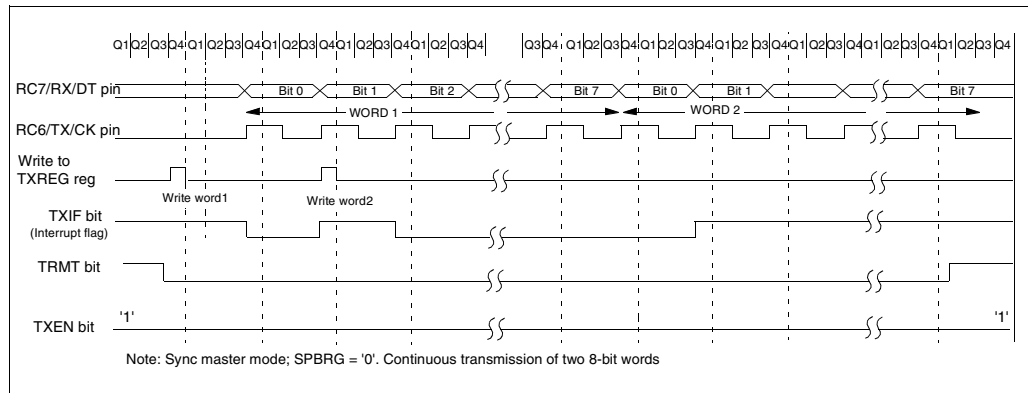 Q1 Q2 Q3 Q4 Q1 Q2 Q3 Q4 Q1 Q2 Q3 Q4 Q1 Q2 Q3 Q4 Q1 Q2 Q3 Q4 Q3 Q4 Q1 Q2 Q3 Q4 Q1 Q2 Q3 Q4 Q1 Q2 Q3 Q4 Q1 Q2 Q3 Q4 Q1 Q2 Q3 Q4 Q1 Q2 Q3 Q4
RC7/RX/DT pin Bit 0 Bit 1 Bit 2 Bit 7 Bit 0 Bit 1 Bit 7
WORD 1 WORD 2
RC6/TX/CK pin
Write to
TXREG reg
Write word1 Write word2
TXIF bit
(Interrupt flag)
TRMT bit
'1' '1'
TXEN bit
Note: Sync master mode; SPBRG = '0'. Continuous transmission of two 8-bit words